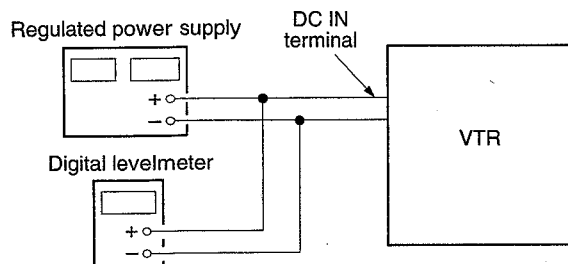 Regulated power supply
DC IN
terminal
+
−
VTR
Digital levelmeter
+
−